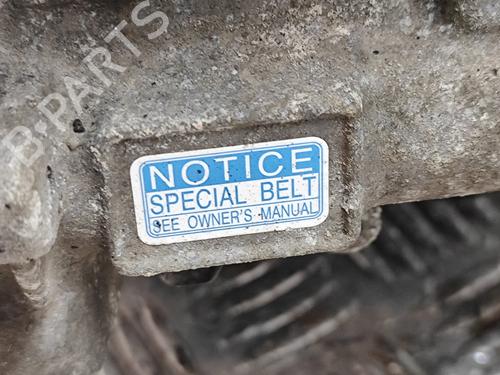 B-PARTS
NOTICE
SPECIAL BELT
SEE OWNER'S MANUAL